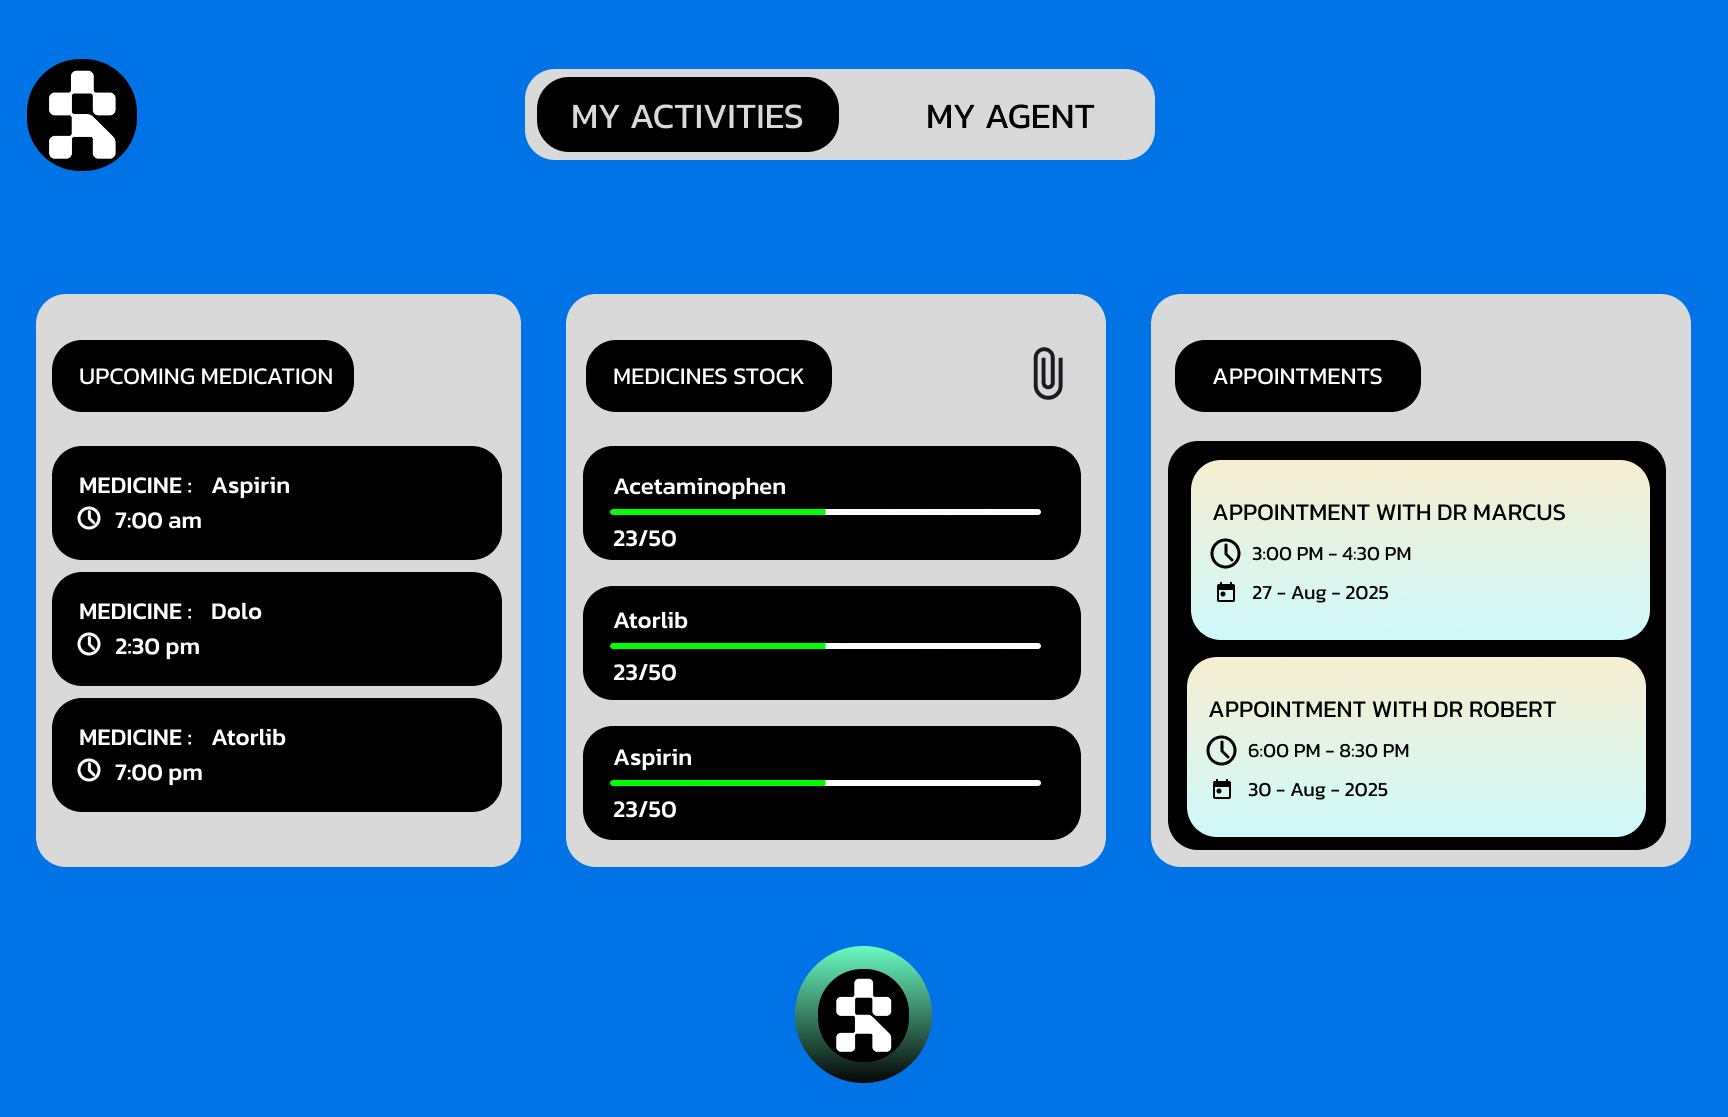 MY ACTIVITIES
MY AGENT
UPCOMING MEDICATION
MEDICINE : Aspirin
7:00 am
MEDICINE : Dolo
2:30 pm
MEDICINE : Atorlib
7:00 pm
MEDICINES STOCK
Acetaminophen
23/50
Atorlib
23/50
Aspirin
23/50
APPOINTMENTS
APPOINTMENT WITH DR MARCUS
3:00 PM - 4:30 PM
27 - Aug - 2025
APPOINTMENT WITH DR ROBERT
6:00 PM - 8:30 PM
30 - Aug - 2025